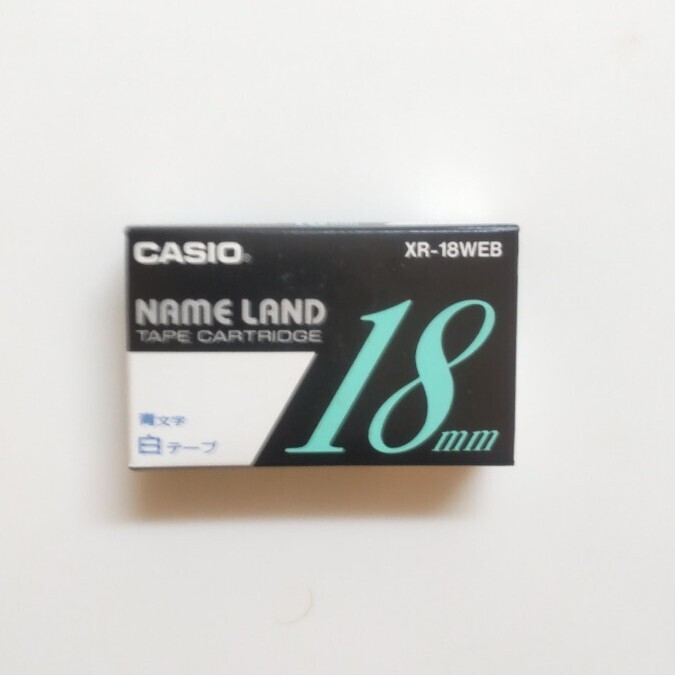 CASIO®
XR-18WEB
NAME LAND
TAPE CARTRIDGE
18mm
青文字
白テープ